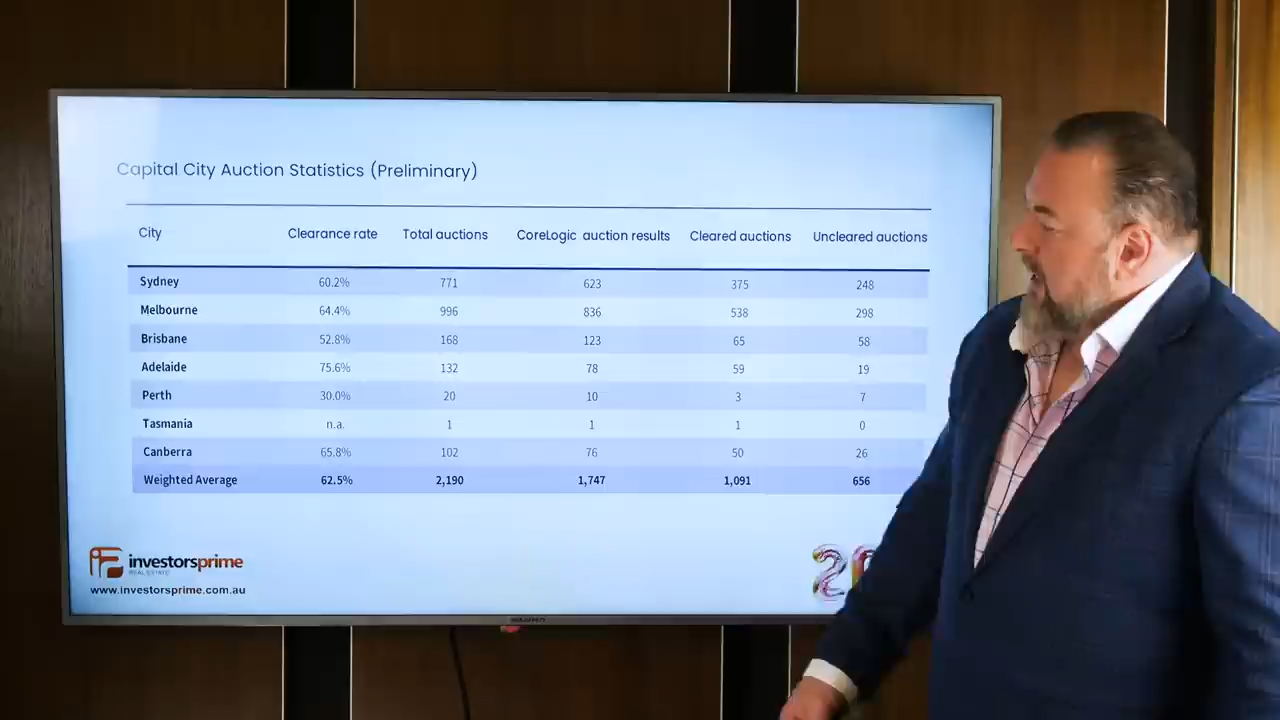 Capital City Auction Statistics (Preliminary)
City Clearance rate Total auctions CoreLogic auction results Cleared auctions Uncleared auctions
Sydney 60.2% 771 623 375 248
Melbourne 64.4% 996 836 538 298
Brisbane 52.8% 168 123 65 58
Adelaide 75.6% 132 78 59 19
Perth 30.0% 20 10 3 7
Tasmania n.a. 1 1 1 0
Canberra 65.8% 102 76 50 26
Weighted Average 62.5% 2,190 1,747 1,091 656
investorsprime
REAL ESTATE
www.investorsprime.com.au